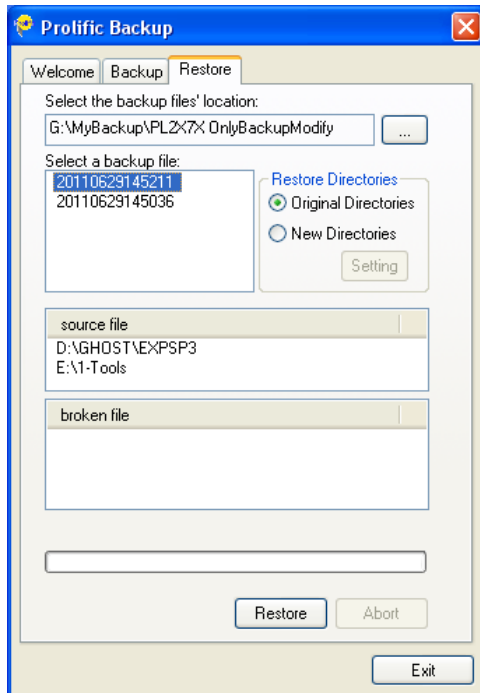 Prolific Backup
Welcome Backup Restore
Select the backup files' location:
G:\MyBackup\PL2X7X OnlyBackupModify
...
Select a backup file:
20110629145211
20110629145036
Restore Directories
Original Directories
New Directories
Setting
source file
D:\GHOST\EXPSP3
E:\1-Tools
broken file
Restore Abort
Exit